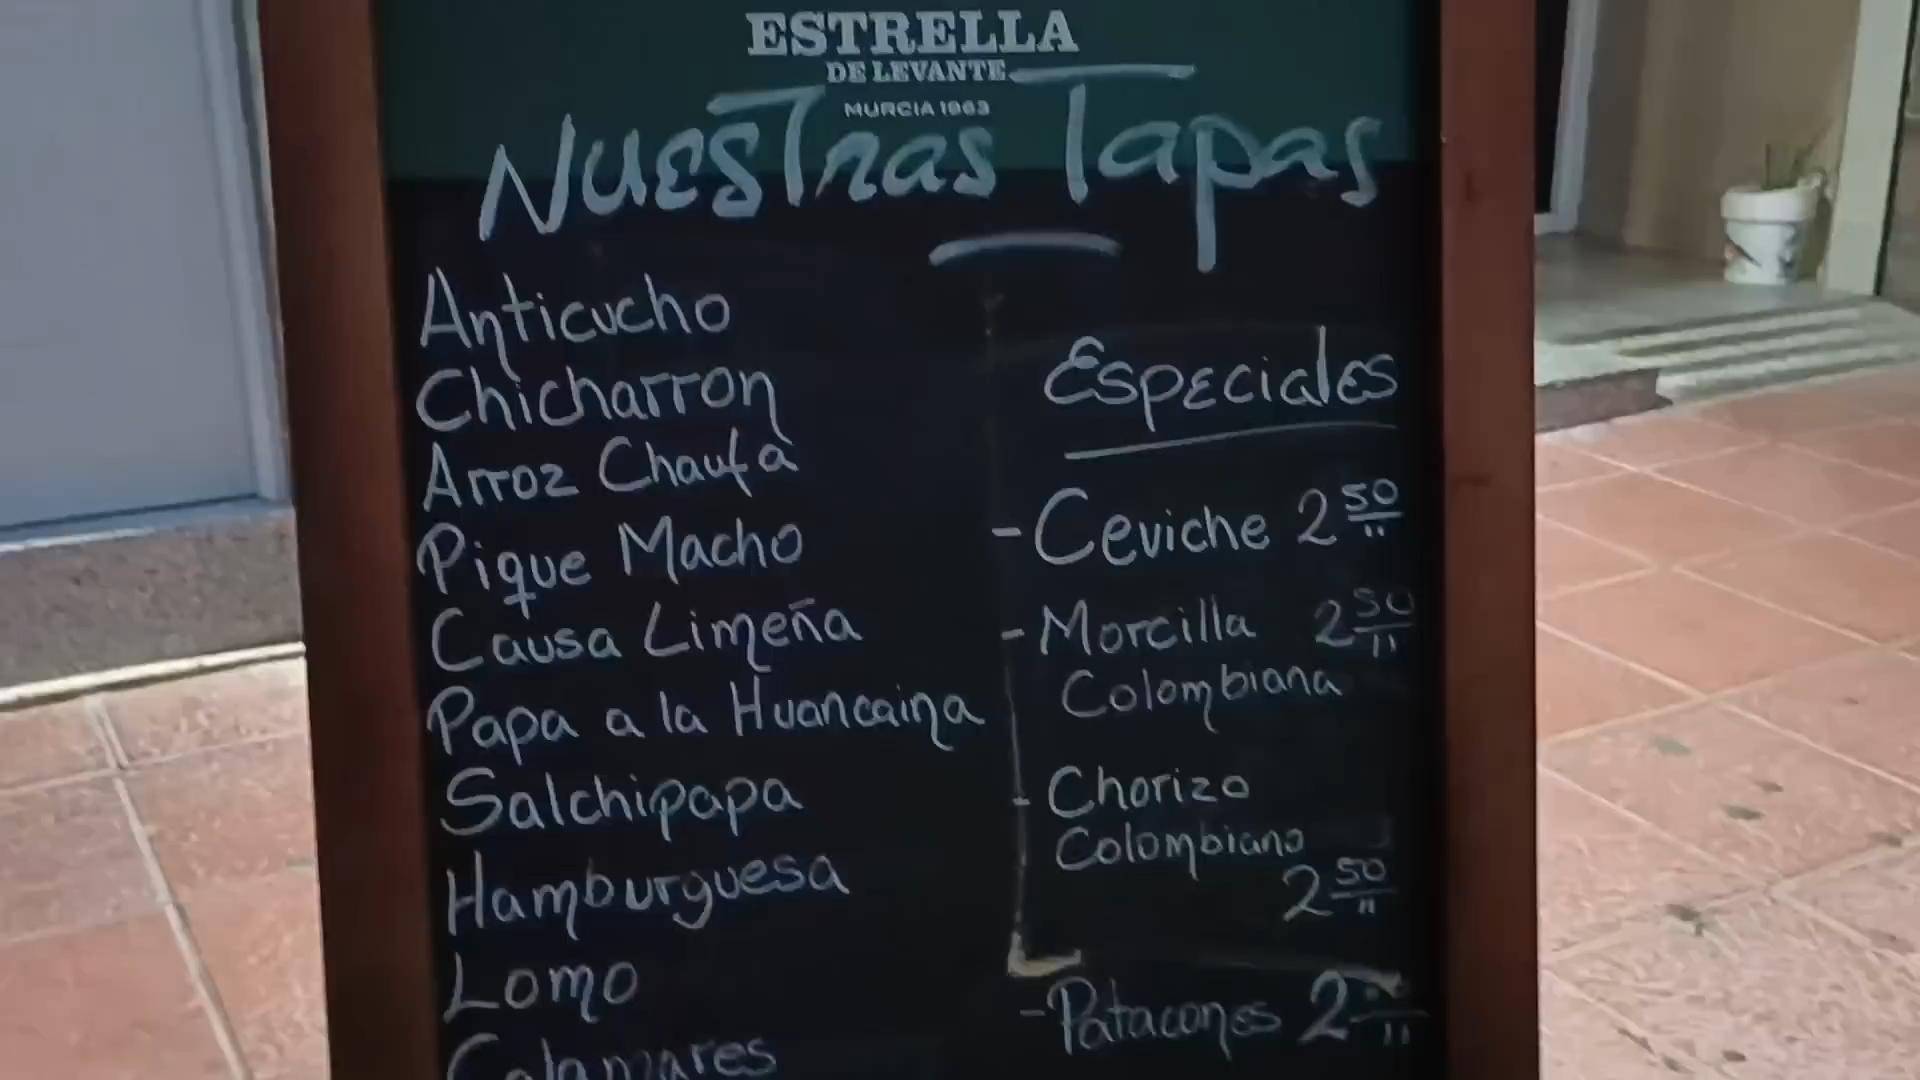 ESTRELLA
DE LEVANTE
MURCIA 1963
Nuestras Tapas
Anticucho
Chicharron
Arroz Chaufa
Pique Macho
Causa Limeña
Papa a la Huancaina
Salchipapa
Hamburguesa
Lomo
Calamares
Especiales
- Ceviche 2 50
- Morcilla 2 50
Colombiana
- Chorizo
Colombiano
2 50
- Patacones 2